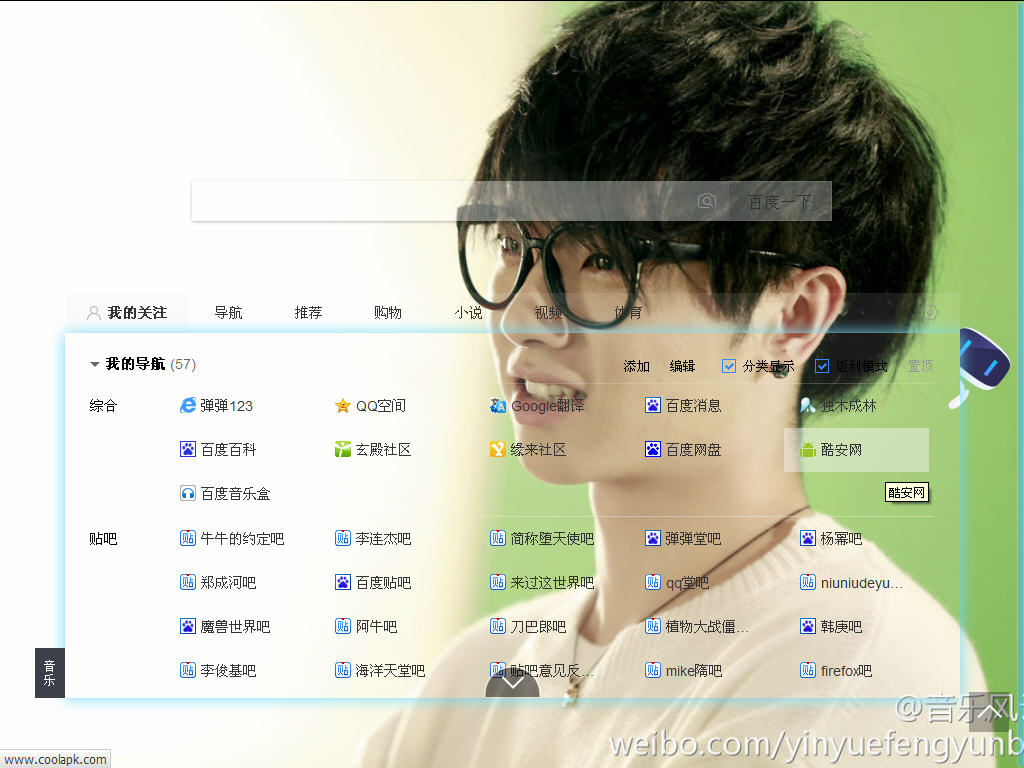 百度一下
我的关注 导航 推荐 购物 小说 视频 体育
我的导航 (57) 添加 编辑 分类显示 返利模式 置顶
综合 弹弹123 QQ空间 Google翻译 百度消息 独木成林
百度百科 玄殿社区 缘来社区 百度网盘 酷安网
酷安网
百度音乐盒
贴吧 牛牛的约定吧 李连杰吧 简称堕天使吧 弹弹堂吧 杨幂吧
郑成河吧 百度贴吧 来过这世界吧 qq堂吧 niuniudeyu...
魔兽世界吧 阿牛吧 刀巴郎吧 植物大战僵... 韩庚吧
李俊基吧 海洋天堂吧 贴吧意见反... mike隋吧 firefox吧
音乐
@音乐风
weibo.com/yinyuefengyunb
www.coolapk.com